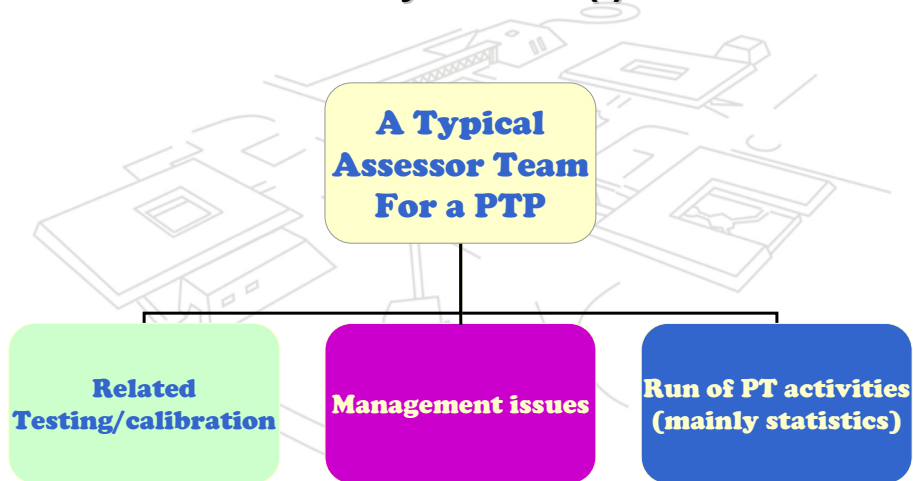 A Typical
Assessor Team
For a PTP
Related
Testing/calibration
Management issues
Run of PT activities
(mainly statistics)